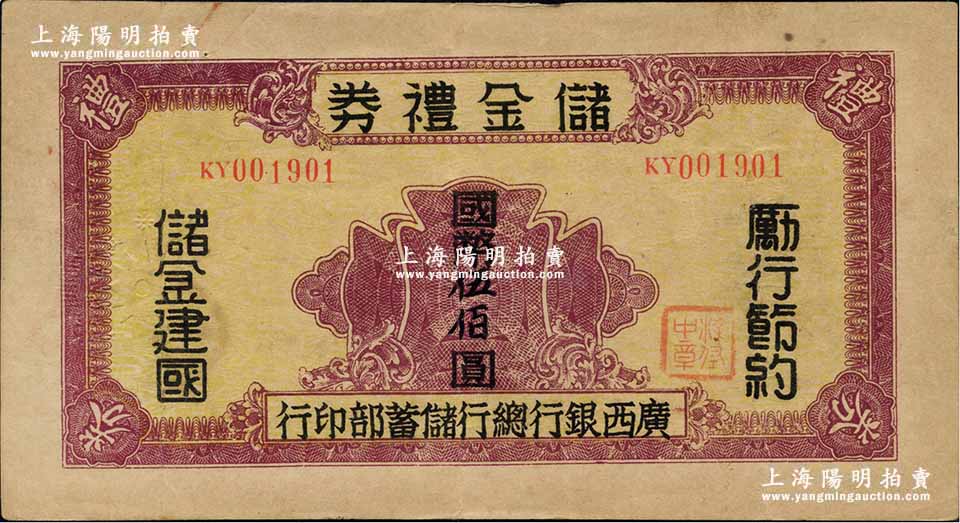 上海陽明拍賣
www.yangmingauction.com
禮
禮
儲金禮券
KY001901
KY001901
勵行節約
國幣伍佰圓
儲金建國
上海陽明拍賣
www.yangmingauction.com
中章
廣西銀行總行儲蓄部印行
券
券
上海陽明拍賣
www.yangmingauction.com